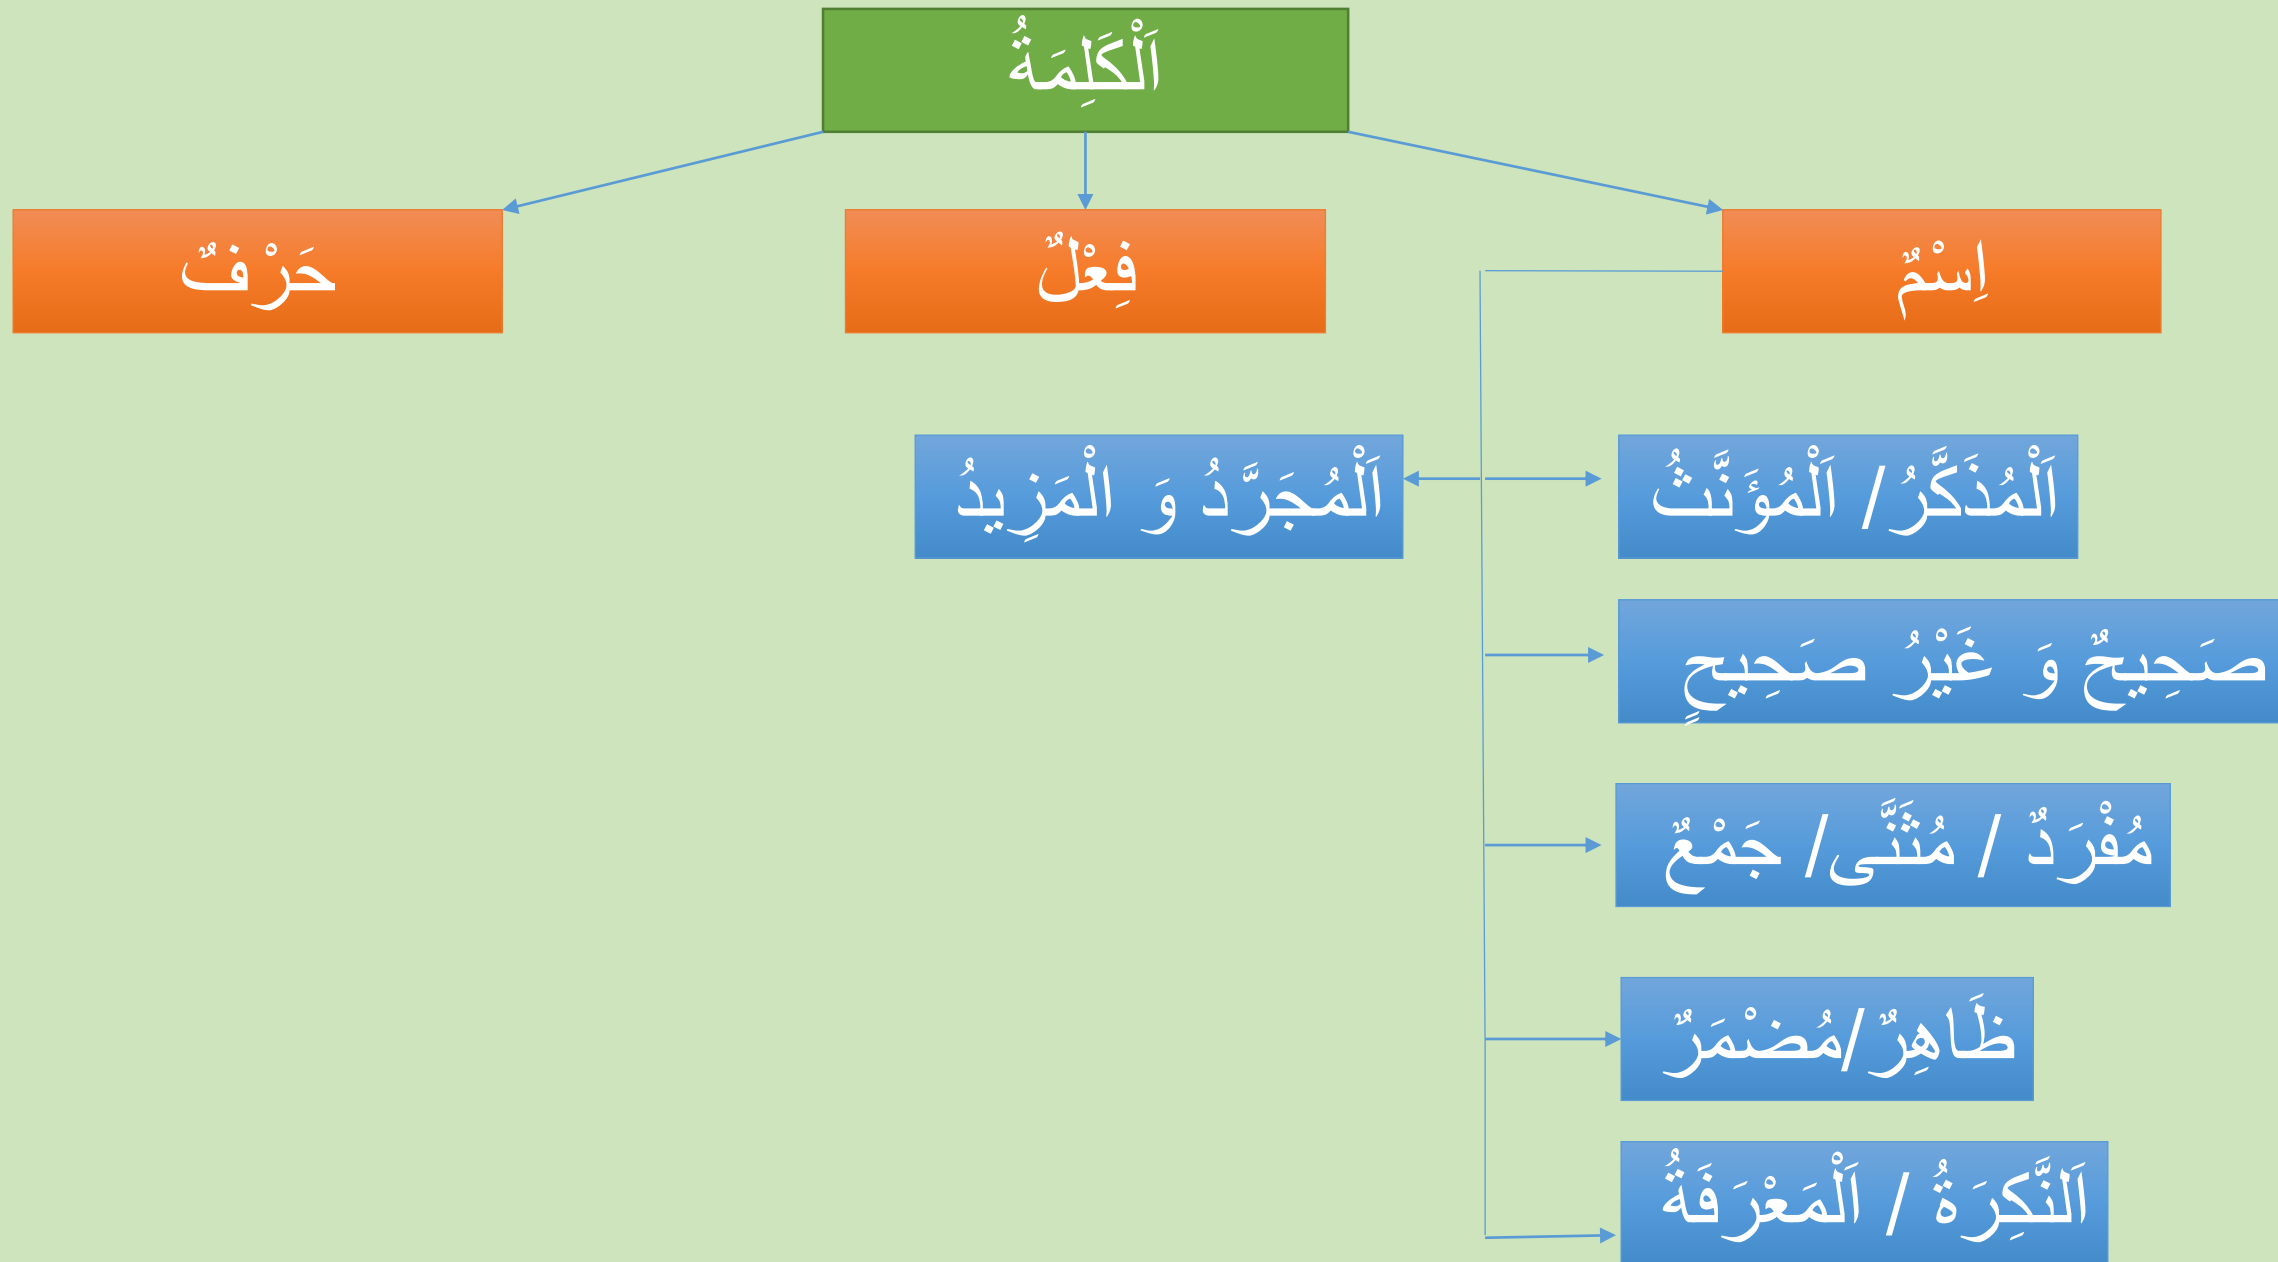 اَلْكَلِمَةُ
اِسْمٌ
فِعْلٌ
حَرْفٌ
اَلْمُذَكَّرُ/ اَلْمُؤَنَّثُ
اَلْمُجَرَّدُ وَ الْمَزِيدُ
صَحِيحٌ وَ غَيْرُ صَحِيحٍ
مُفْرَدٌ / مُثَنَّى/ جَمْعٌ
ظَاهِرٌ/مُضْمَرٌ
اَلنَّكِرَةُ / اَلْمَعْرَفَةُ